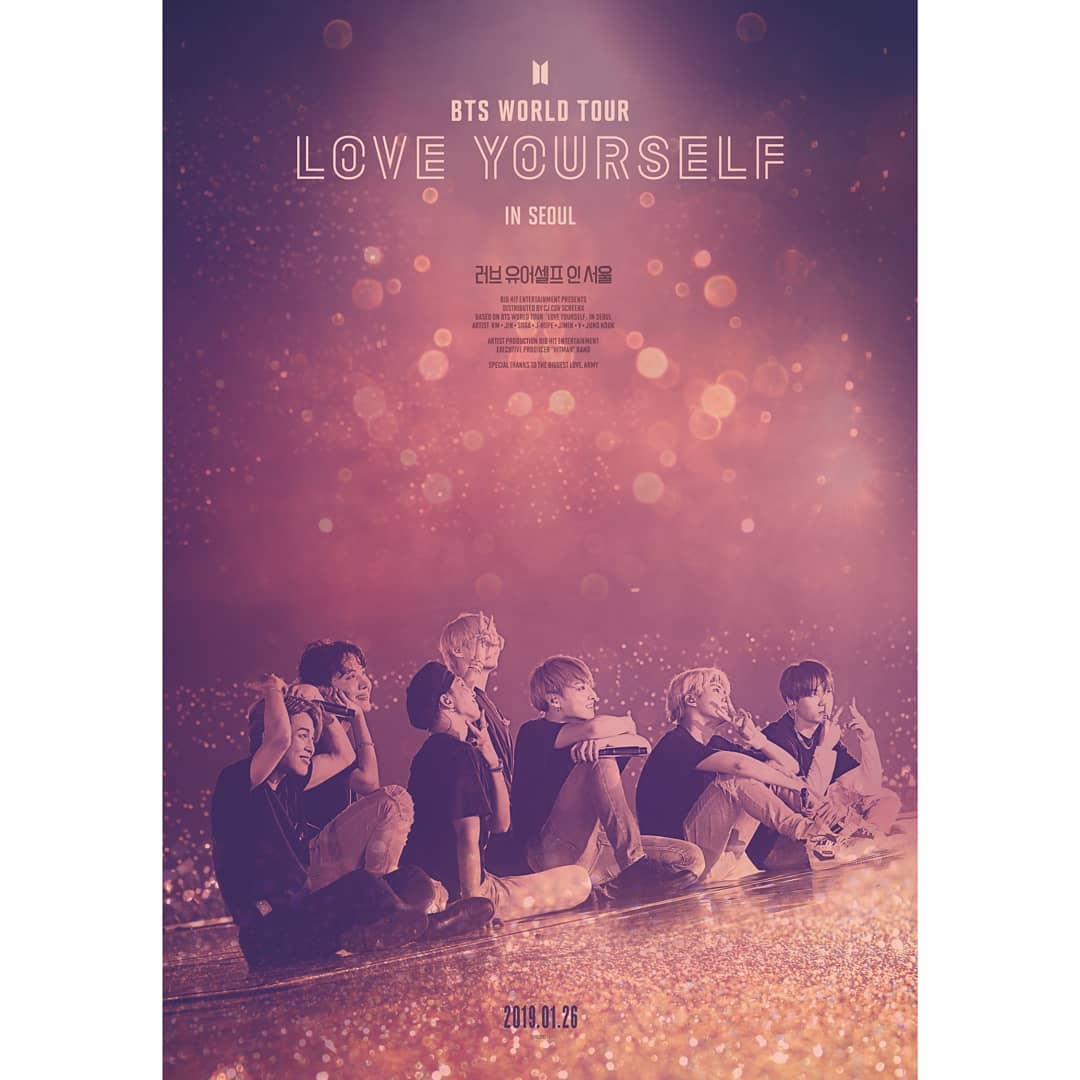 BTS WORLD TOUR
LOVE YOURSELF
IN SEOUL
러브 유어셀프 인 서울
BIG HIT ENTERTAINMENT PRESENTS
DISTRIBUTED BY CJ CGV SCREENX
BASED ON BTS WORLD TOUR 'LOVE YOURSELF' IN SEOUL
ARTIST RM • JIN • SUGA • J-HOPE • JIMIN • V • JUNG KOOK
ARTIST PRODUCTION BIG HIT ENTERTAINMENT
EXECUTIVE PRODUCER "HITMAN" BANG
SPECIAL THANKS TO THE BIGGEST LOVE, ARMY
2019.01.26